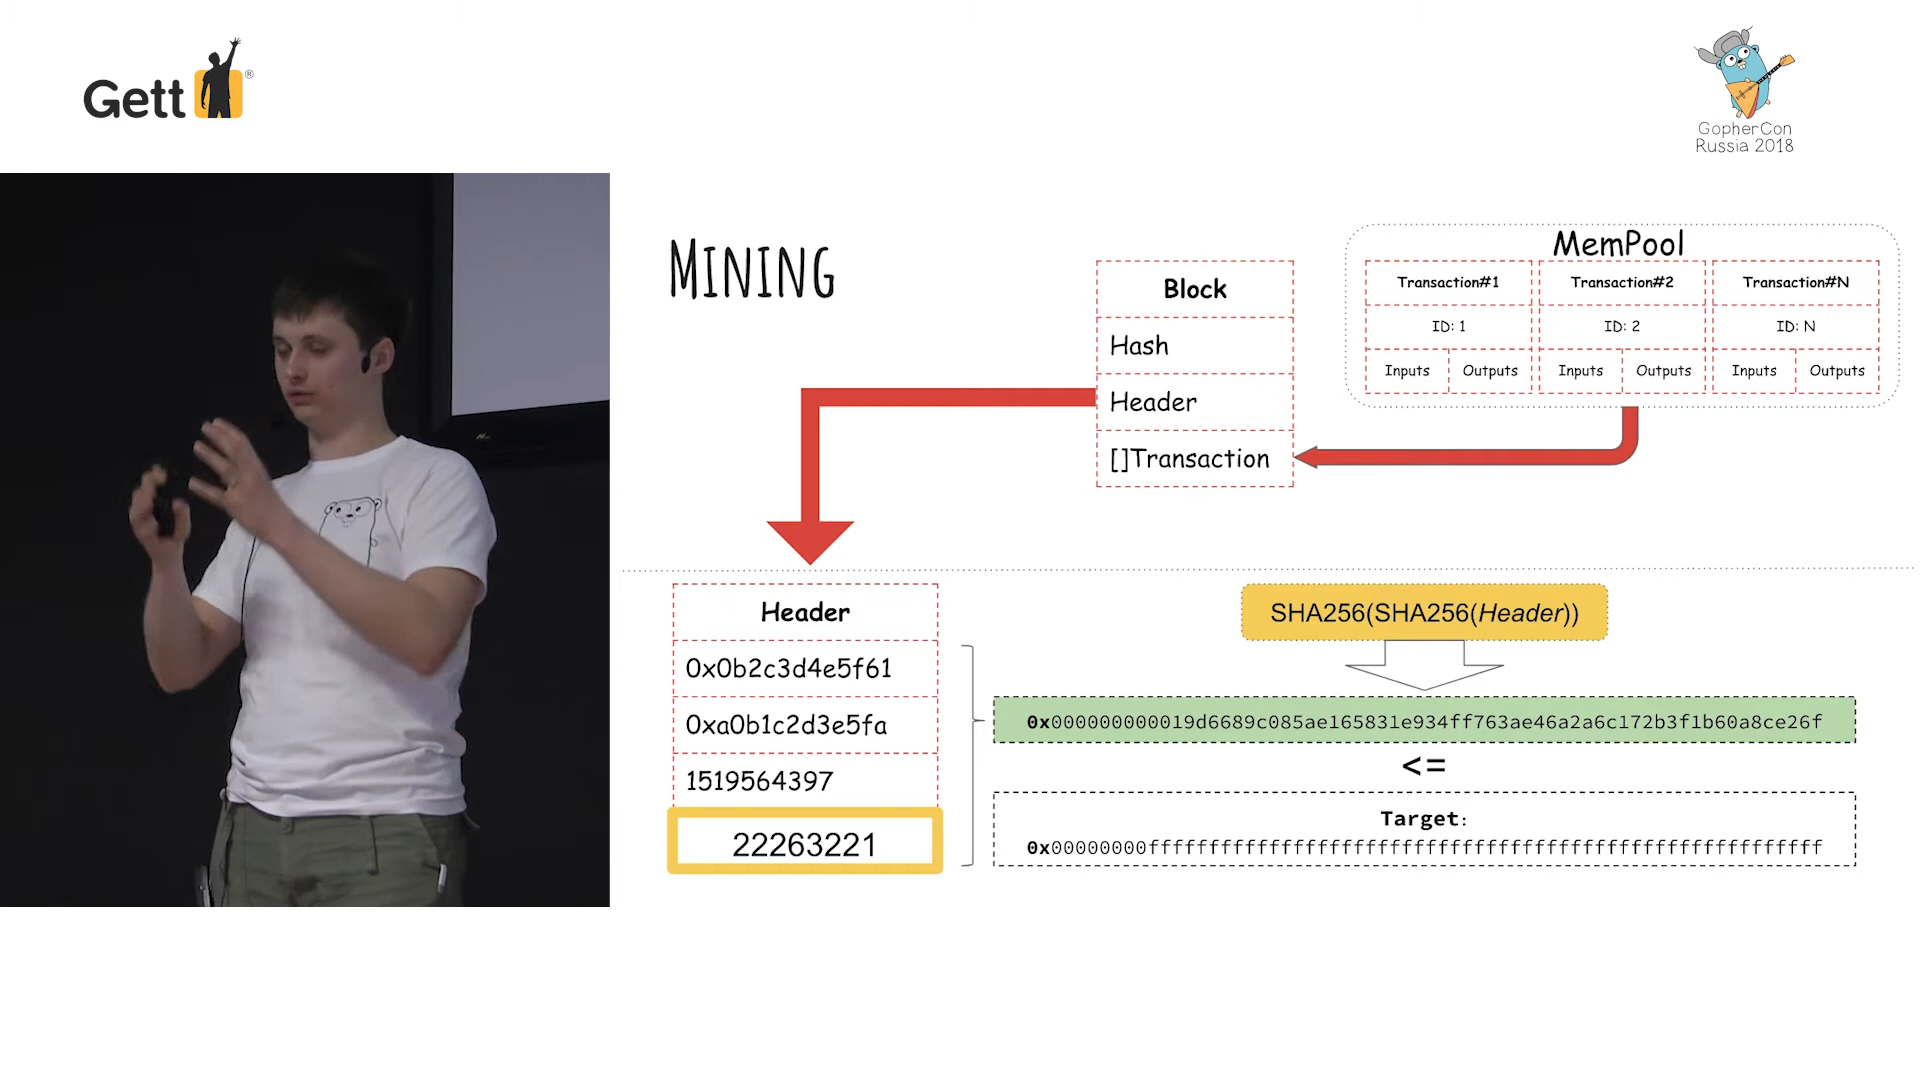 Gett®
GopherCon
Russia 2018
MINING
Block
Hash
Header
[]Transaction
MemPool
Transaction#1
ID: 1
Inputs
Outputs
Transaction#2
ID: 2
Inputs
Outputs
Transaction#N
ID: N
Inputs
Outputs
Header
0x0b2c3d4e5f61
0xa0b1c2d3e5fa
1519564397
22263221
SHA256(SHA256(Header))
0x000000000019d6689c085ae165831e934ff763ae46a2a6c172b3f1b60a8ce26f
<=
Target:
0x00000000ffffffffffffffffffffffffffffffffffffffffffffffffffffffff